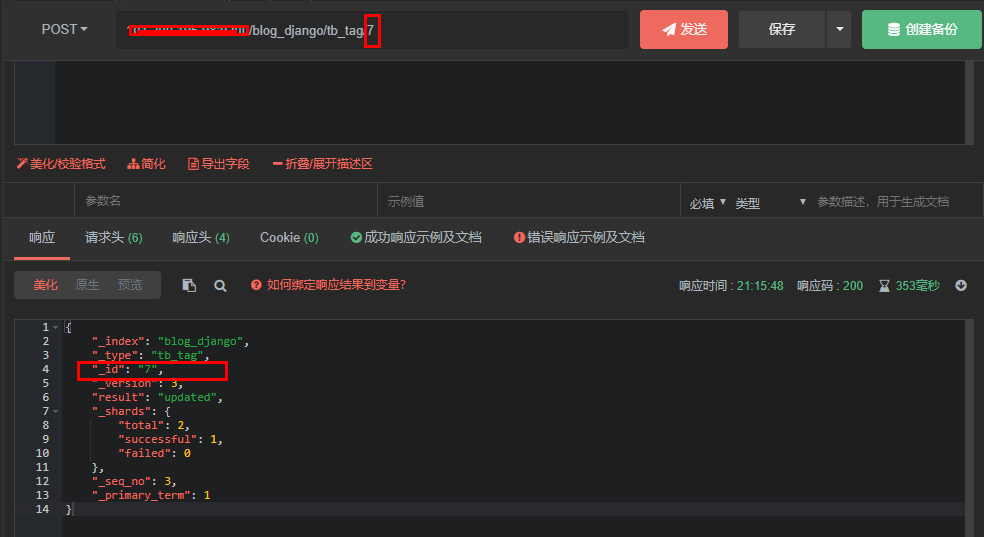 POST /blog_django/tb_tag/7 发送 保存 创建备份
美化/校验格式 简化 导出字段 折叠/展开描述区
参数名 示例值 必填 类型 参数描述，用于生成文档
响应 请求头 (6) 响应头 (4) Cookie (0) 成功响应示例及文档 错误响应示例及文档
美化 原生 预览 如何绑定响应结果到变量? 响应时间 : 21:15:48 响应码 : 200 353毫秒
1 {
2 "_index": "blog_django",
3 "_type": "tb_tag",
4 "_id": "7",
5 "_version": 3,
6 "result": "updated",
7 "_shards": {
8 "total": 2,
9 "successful": 1,
10 "failed": 0
11 },
12 "_seq_no": 3,
13 "_primary_term": 1
14 }